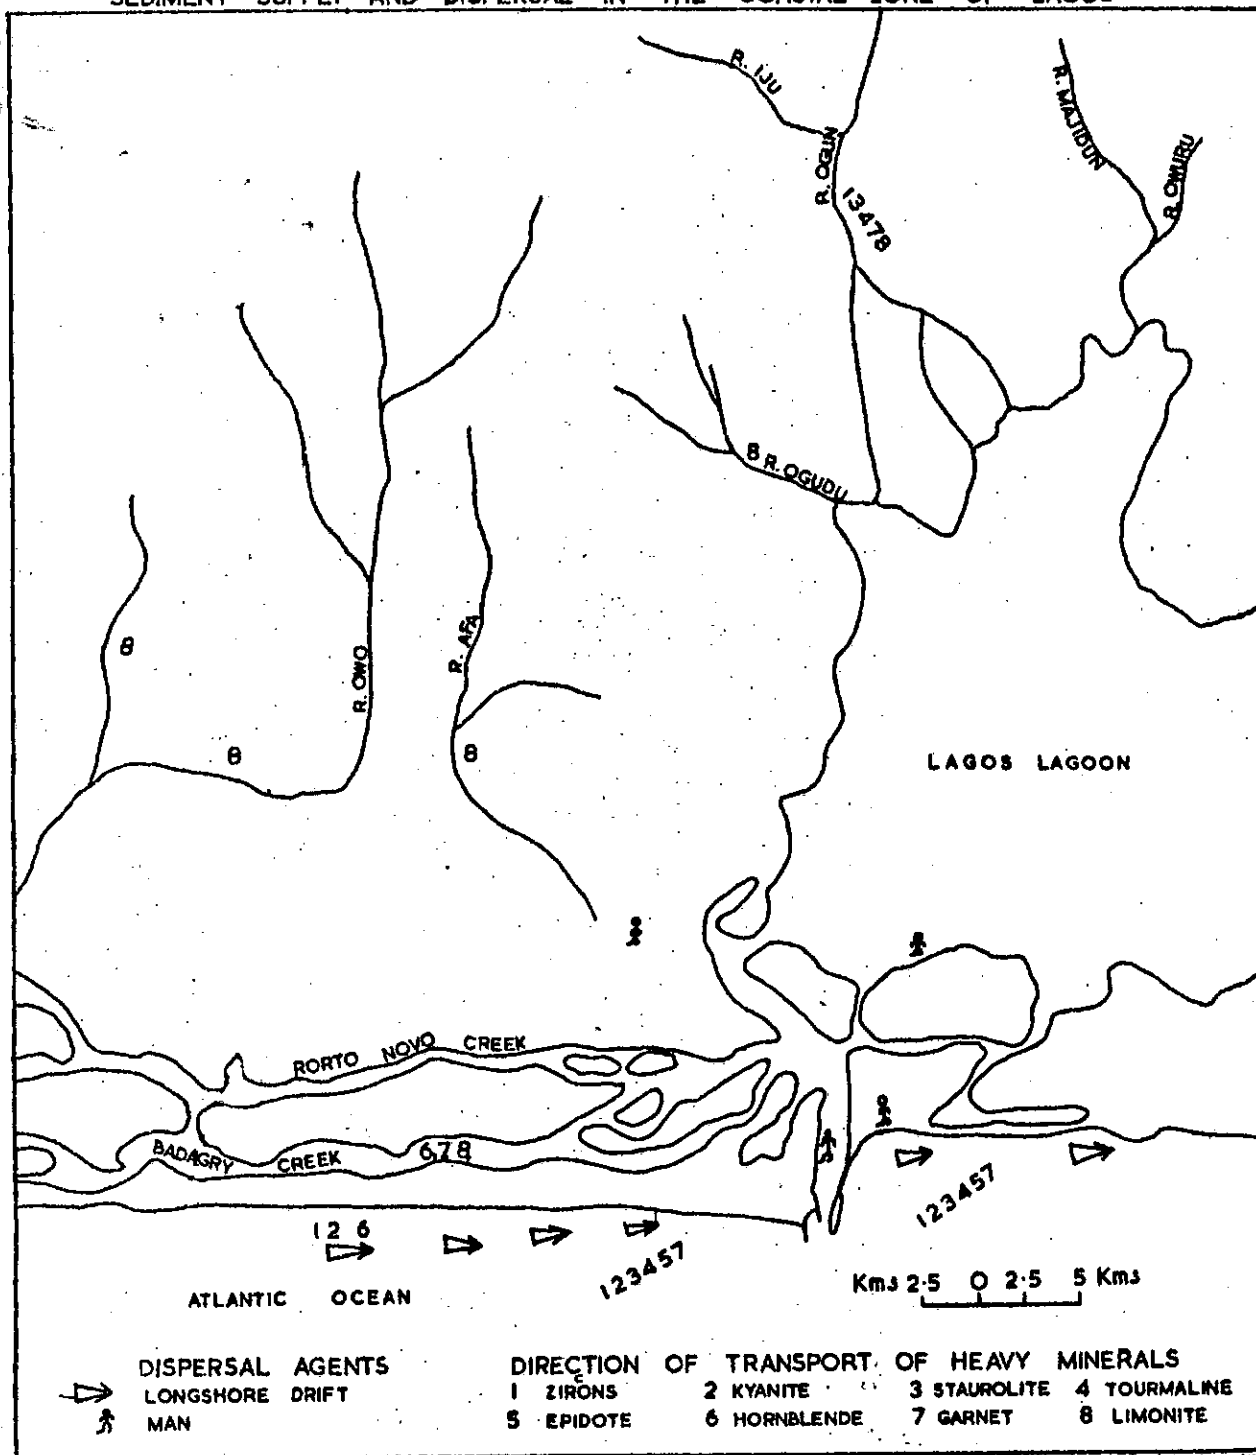 SEDIMENT SUPPLY AND DISPERSAL IN THE COASTAL ZONE OF LAGOS
R. IJU
R. OGUN
13478
R. MAJIDUN
R. OWURU
8 R. OGUDU
8
R. OWO
R. AFA
8
8
LAGOS LAGOON
RORTO NOVO CREEK
BADAGRY CREEK 678
1 2 6
123457
123457
ATLANTIC OCEAN
Kms 2·5 0 2·5 5 Kms
DISPERSAL AGENTS
LONGSHORE DRIFT
MAN
DIRECTION OF TRANSPORT OF HEAVY MINERALS
1 ZIRCONS 2 KYANITE 3 STAUROLITE 4 TOURMALINE
5 EPIDOTE 6 HORNBLENDE 7 GARNET 8 LIMONITE